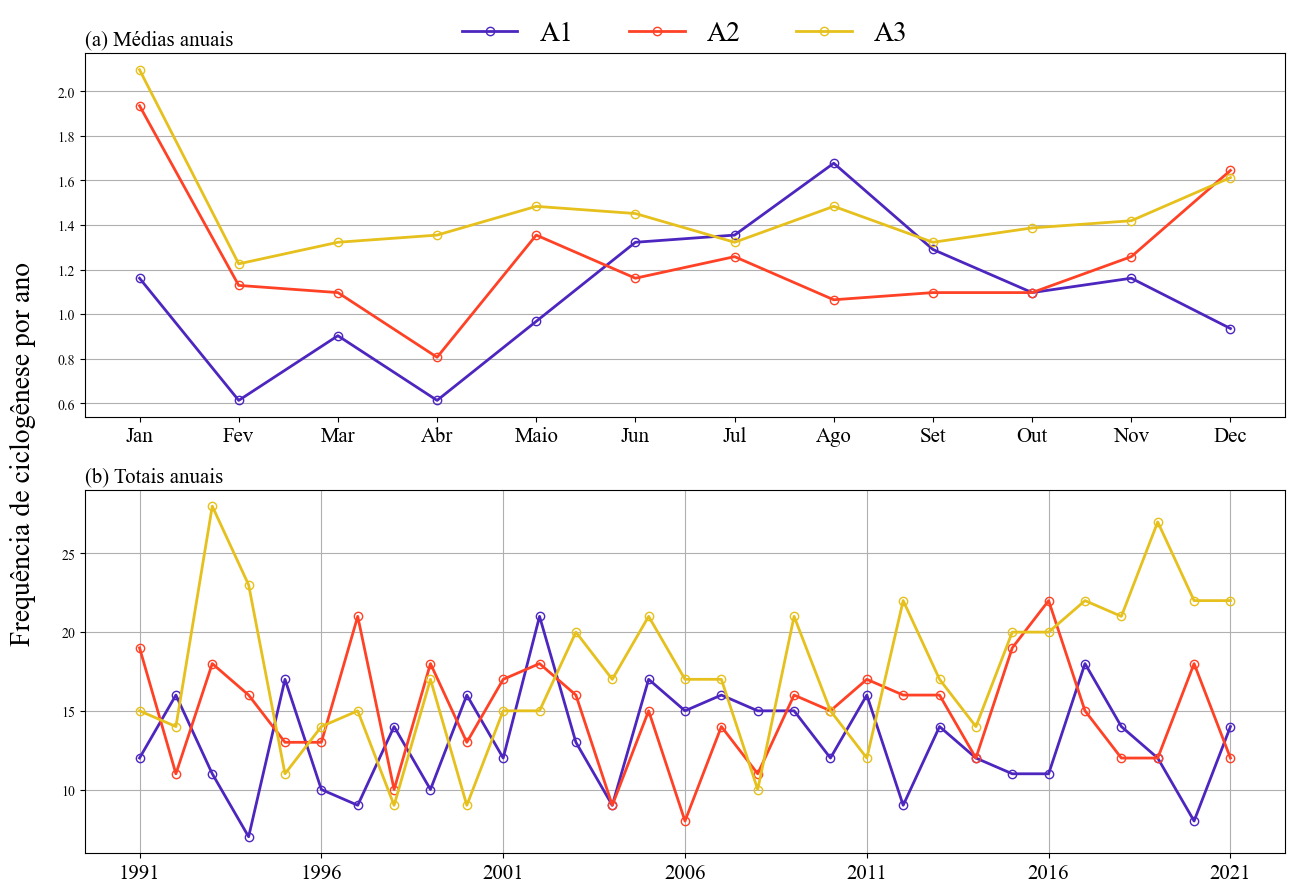 A1 A2 A3
(a) Médias anuais
2.0
1.8
1.6
1.4
1.2
1.0
0.8
0.6
Jan Fev Mar Abr Maio Jun Jul Ago Set Out Nov Dec
Frequência de ciclogênese por ano
(b) Totais anuais
25
20
15
10
1991 1996 2001 2006 2011 2016 2021